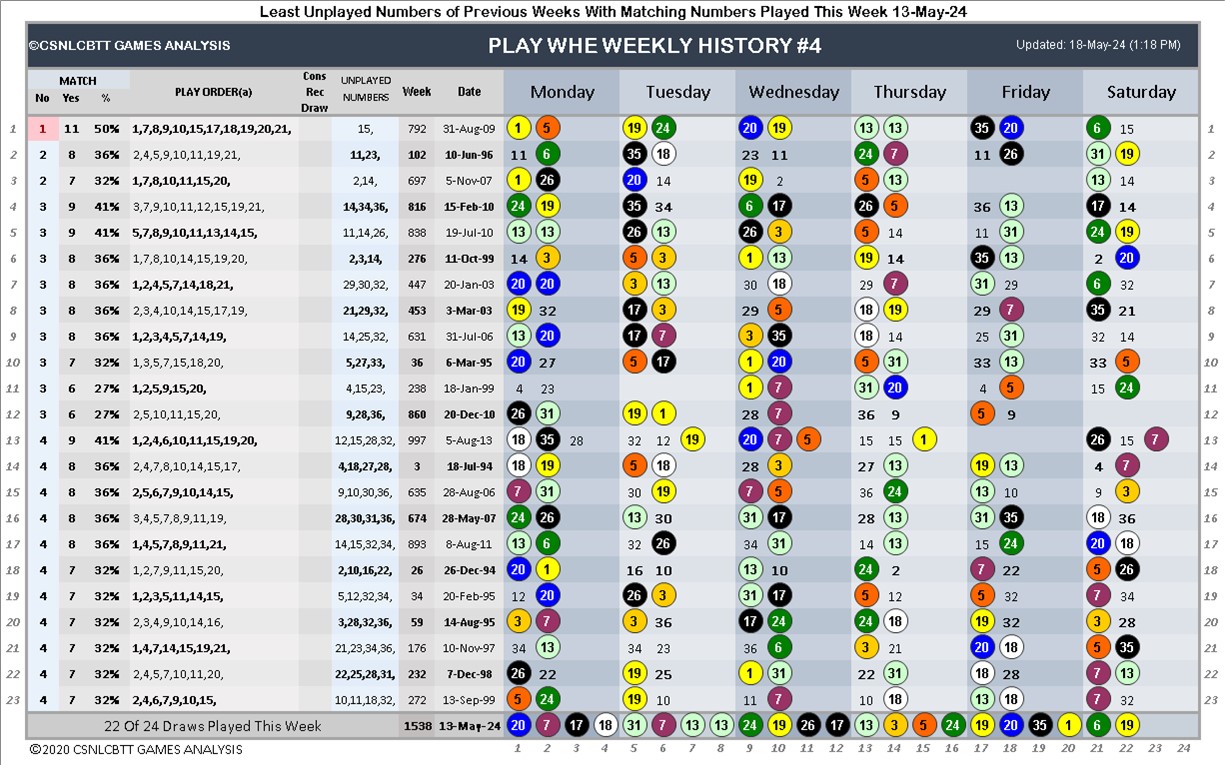 Least Unplayed Numbers of Previous Weeks With Matching Numbers Played This Week 13-May-24
©CSNLCBTT GAMES ANALYSIS PLAY WHE WEEKLY HISTORY #4 Updated: 18-May-24 (1:18 PM)
MATCH No Yes % PLAY ORDER(a) Cons Rec Draw UNPLAYED NUMBERS Week Date Monday Tuesday Wednesday Thursday Friday Saturday
1 1 11 50% 1,7,8,9,10,15,17,18,19,20,21, 15, 792 31-Aug-09 1 5 19 24 20 19 13 13 35 20 6 15 1
2 2 8 36% 2,4,5,9,10,11,19,21, 11,23, 102 10-Jun-96 11 6 35 18 23 11 24 7 11 26 31 19 2
3 2 7 32% 1,7,8,10,11,15,20, 2,14, 697 5-Nov-07 1 26 20 14 19 2 5 13 13 14 3
4 3 9 41% 3,7,9,10,11,12,15,19,21, 14,34,36, 816 15-Feb-10 24 19 35 34 6 17 26 5 36 13 17 14 4
5 3 9 41% 5,7,8,9,10,11,13,14,15, 11,14,26, 838 19-Jul-10 13 13 26 13 26 3 5 14 11 31 24 19 5
6 3 8 36% 1,7,8,10,14,15,19,20, 2,3,14, 276 11-Oct-99 14 3 5 3 1 13 19 14 35 13 2 20 6
7 3 8 36% 1,2,4,5,7,14,18,21, 29,30,32, 447 20-Jan-03 20 20 3 13 30 18 29 7 31 29 6 32 7
8 3 8 36% 2,3,4,10,14,15,17,19, 21,29,32, 453 3-Mar-03 19 32 17 3 29 5 18 19 29 7 35 21 8
9 3 8 36% 1,2,3,4,5,7,14,19, 14,25,32, 631 31-Jul-06 13 20 17 7 3 35 18 14 25 31 32 14 9
10 3 7 32% 1,3,5,7,15,18,20, 5,27,33, 36 6-Mar-95 20 27 5 17 1 20 5 31 33 13 33 5 10
11 3 6 27% 1,2,5,9,15,20, 4,15,23, 238 18-Jan-99 4 23 1 7 31 20 4 5 15 24 11
12 3 6 27% 2,5,10,11,15,20, 9,28,36, 860 20-Dec-10 26 31 19 1 28 7 36 9 5 9 12
13 4 9 41% 1,2,4,6,10,11,15,19,20, 12,15,28,32, 997 5-Aug-13 18 35 28 32 12 19 20 7 5 15 15 1 26 15 7 13
14 4 8 36% 2,4,7,8,10,14,15,17, 4,18,27,28, 3 18-Jul-94 18 19 5 18 28 3 27 13 19 13 4 7 14
15 4 8 36% 2,5,6,7,9,10,14,15, 9,10,30,36, 635 28-Aug-06 7 31 30 19 7 5 36 24 13 10 9 3 15
16 4 8 36% 3,4,5,7,8,9,11,19, 28,30,31,36, 674 28-May-07 24 26 13 30 31 17 28 13 31 35 18 36 16
17 4 8 36% 1,4,5,7,8,9,11,21, 14,15,32,34, 893 8-Aug-11 13 6 32 26 34 31 14 13 15 24 20 18 17
18 4 7 32% 1,2,7,9,11,15,20, 2,10,16,22, 26 26-Dec-94 20 1 16 10 13 10 24 2 7 22 5 26 18
19 4 7 32% 1,2,3,5,11,14,15, 5,12,32,34, 34 20-Feb-95 12 20 26 3 31 17 5 12 5 32 7 34 19
20 4 7 32% 2,3,4,9,10,14,16, 3,28,32,36, 59 14-Aug-95 3 7 3 36 17 24 24 18 19 32 3 28 20
21 4 7 32% 1,4,7,14,15,19,21, 21,23,34,36, 176 10-Nov-97 34 13 34 23 36 6 3 21 20 18 5 35 21
22 4 7 32% 2,4,5,7,10,11,20, 22,25,28,31, 232 7-Dec-98 26 22 19 25 1 31 22 31 18 28 7 13 22
23 4 7 32% 2,4,6,7,9,10,15, 10,11,18,32, 272 13-Sep-99 5 24 19 10 11 7 10 18 13 18 7 32 23
22 Of 24 Draws Played This Week 1538 13-May-24 20 7 17 18 31 7 13 13 24 19 26 17 13 3 5 24 19 20 35 1 6 19
©2020 CSNLCBTT GAMES ANALYSIS 1 2 3 4 5 6 7 8 9 10 11 12 13 14 15 16 17 18 19 20 21 22 23 24